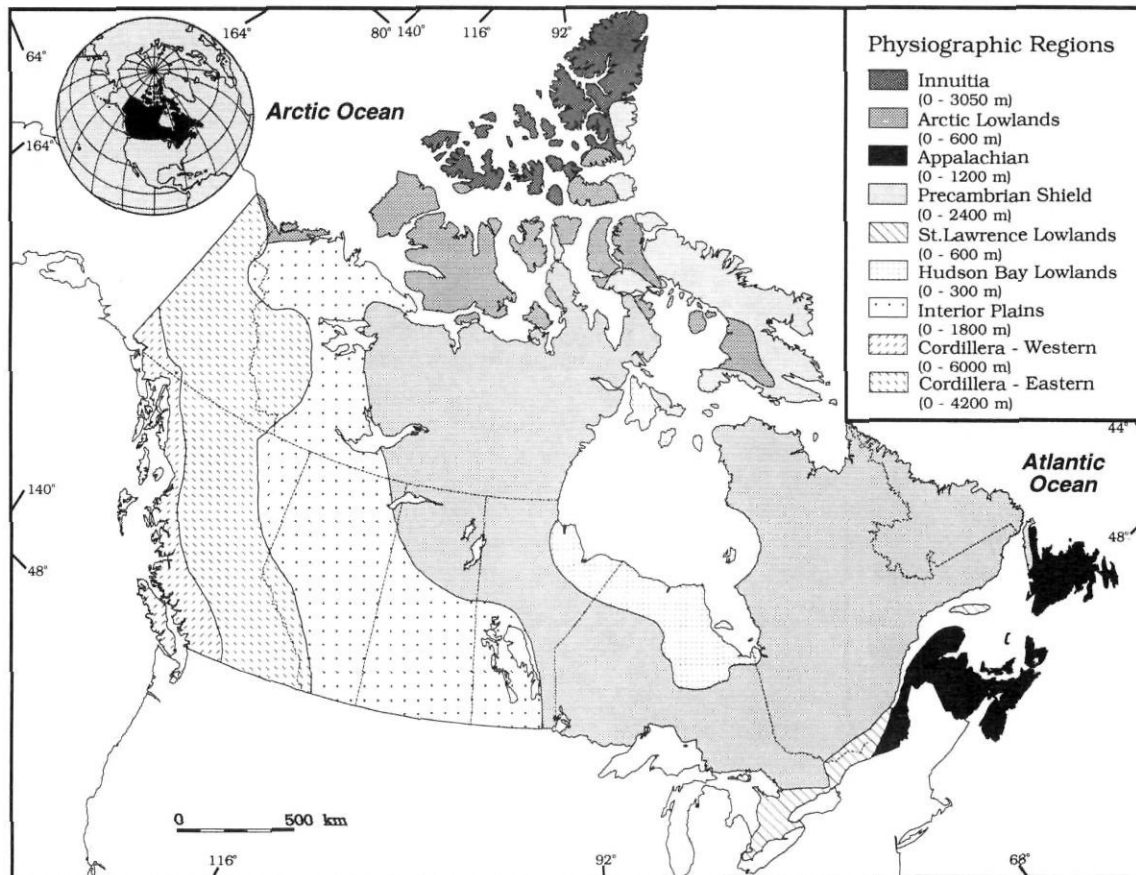 164°
80°
140°
116°
92°
64°
Arctic Ocean
164°
Physiographic Regions
Innuitia
(0 - 3050 m)
Arctic Lowlands
(0 - 600 m)
Appalachian
(0 - 1200 m)
Precambrian Shield
(0 - 2400 m)
St.Lawrence Lowlands
(0 - 600 m)
Hudson Bay Lowlands
(0 - 300 m)
Interior Plains
(0 - 1800 m)
Cordillera - Western
(0 - 6000 m)
Cordillera - Eastern
(0 - 4200 m)
44°
Atlantic
Ocean
140°
48°
48°
0 500 km
116°
92°
68°